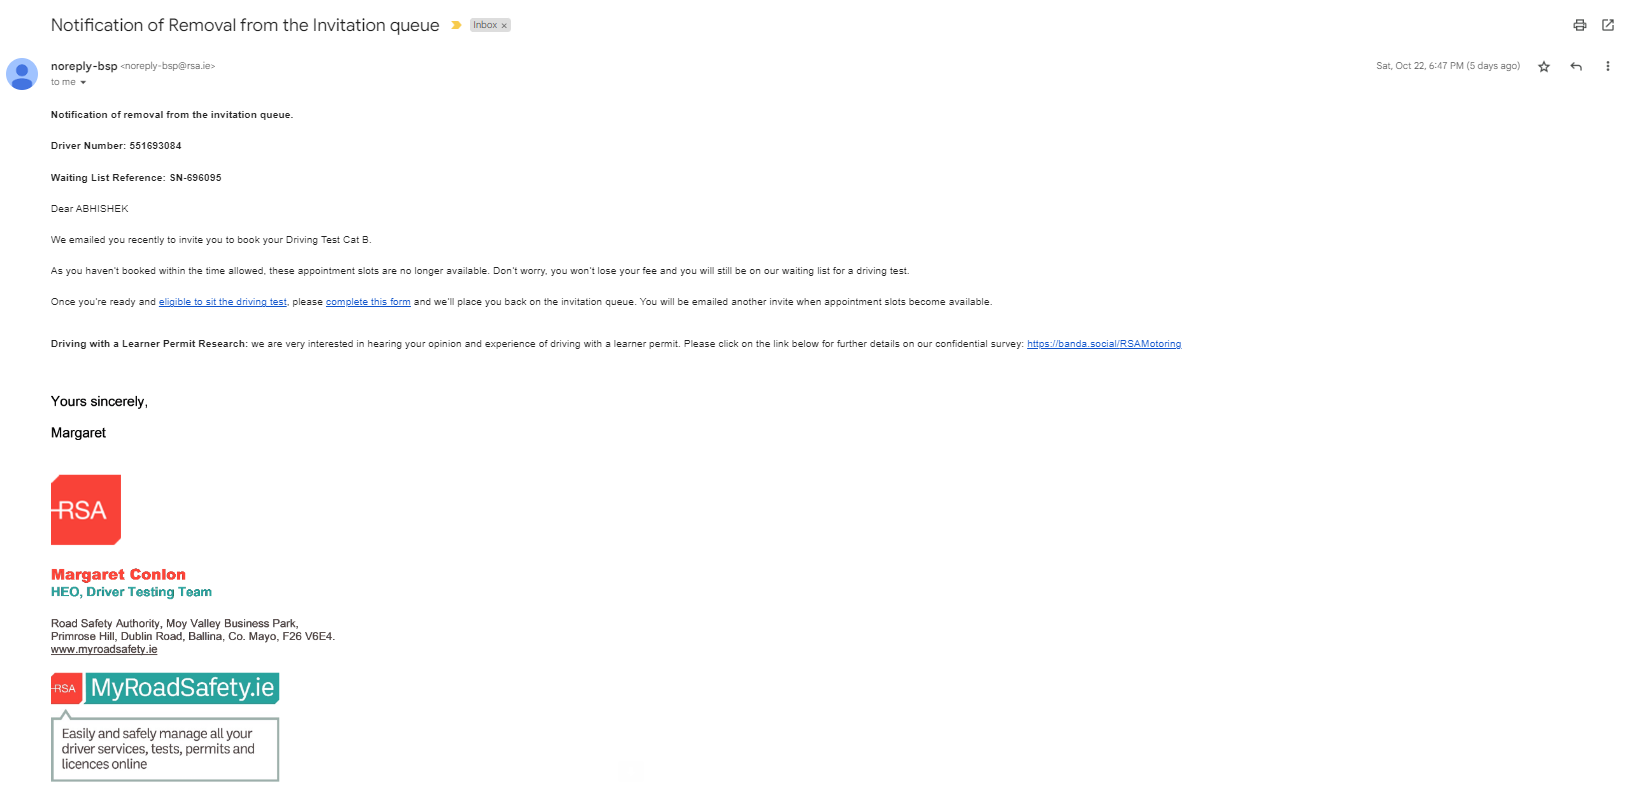 Notification of Removal from the Invitation queue Inbox x
noreply-bsp <noreply-bsp@rsa.ie> Sat, Oct 22, 6:47 PM (5 days ago)
to me
Notification of removal from the invitation queue.
Driver Number: 551693084
Waiting List Reference: SN-696095
Dear ABHISHEK
We emailed you recently to invite you to book your Driving Test Cat B.
As you haven't booked within the time allowed, these appointment slots are no longer available. Don't worry, you won't lose your fee and you will still be on our waiting list for a driving test.
Once you're ready and eligible to sit the driving test, please complete this form and we'll place you back on the invitation queue. You will be emailed another invite when appointment slots become available.
Driving with a Learner Permit Research: we are very interested in hearing your opinion and experience of driving with a learner permit. Please click on the link below for further details on our confidential survey: https://banda.social/RSAMotoring
Yours sincerely,
Margaret
RSA
Margaret Conlon
HEO, Driver Testing Team
Road Safety Authority, Moy Valley Business Park,
Primrose Hill, Dublin Road, Ballina, Co. Mayo, F26 V6E4.
www.myroadsafety.ie
RSA MyRoadSafety.ie
Easily and safely manage all your
driver services, tests, permits and
licences online